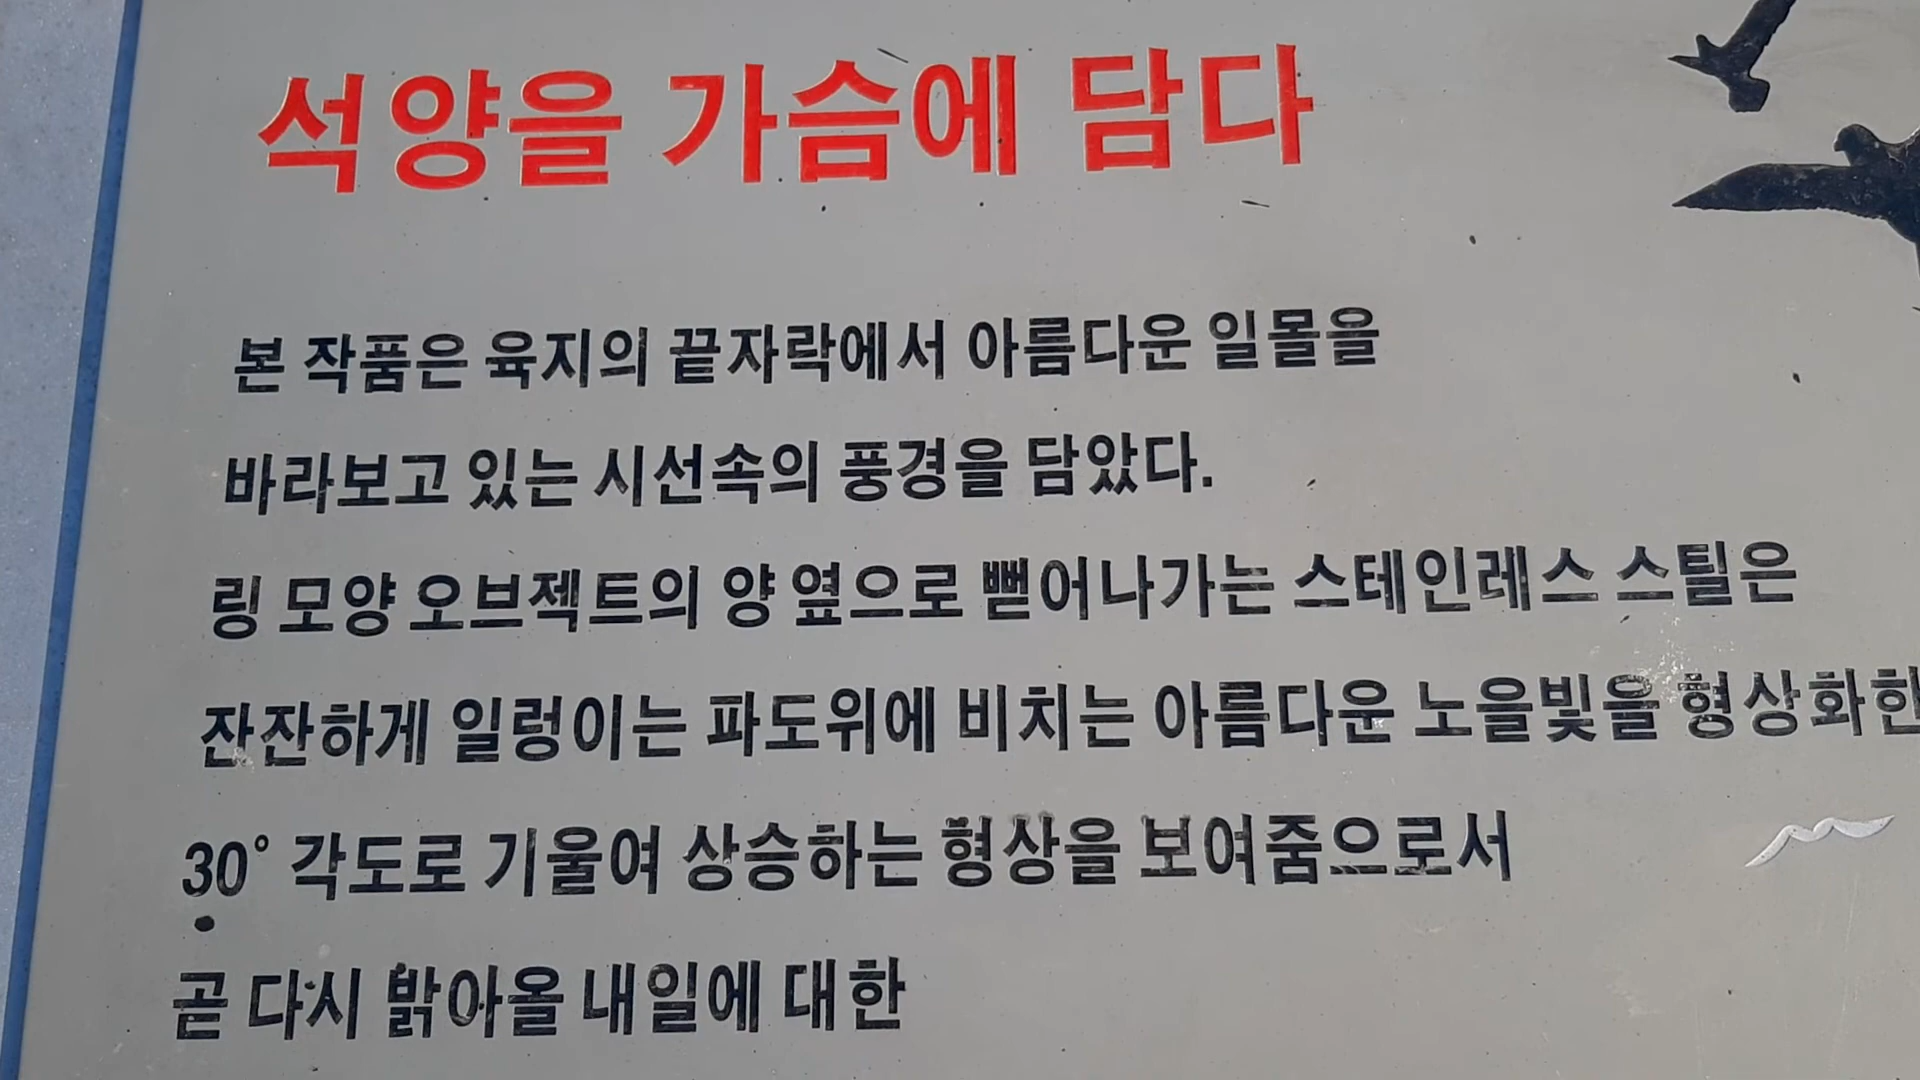 석양을 가슴에 담다
본 작품은 육지의 끝자락에서 아름다운 일몰을
바라보고 있는 시선속의 풍경을 담았다.
링 모양 오브젝트의 양 옆으로 뻗어나가는 스테인레스 스틸은
잔잔하게 일렁이는 파도위에 비치는 아름다운 노을빛을 형상화한
30° 각도로 기울여 상승하는 형상을 보여줌으로서
곧 다시 밝아올 내일에 대한